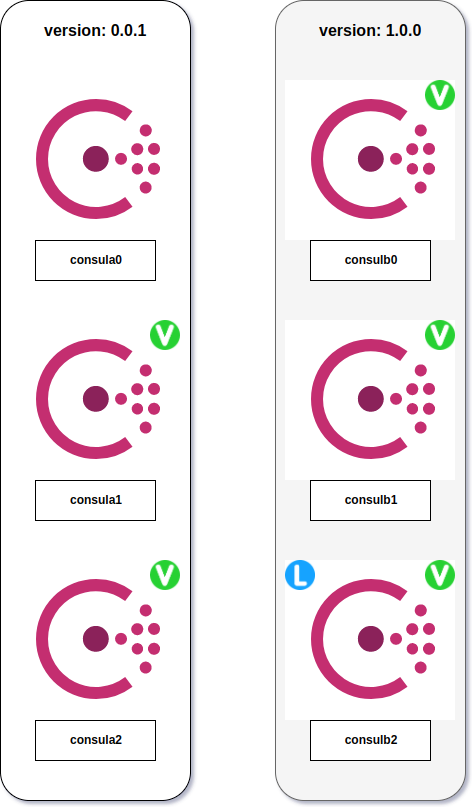 version: 0.0.1
consula0
V
consula1
V
consula2
version: 1.0.0
V
consulb0
V
consulb1
L V
consulb2